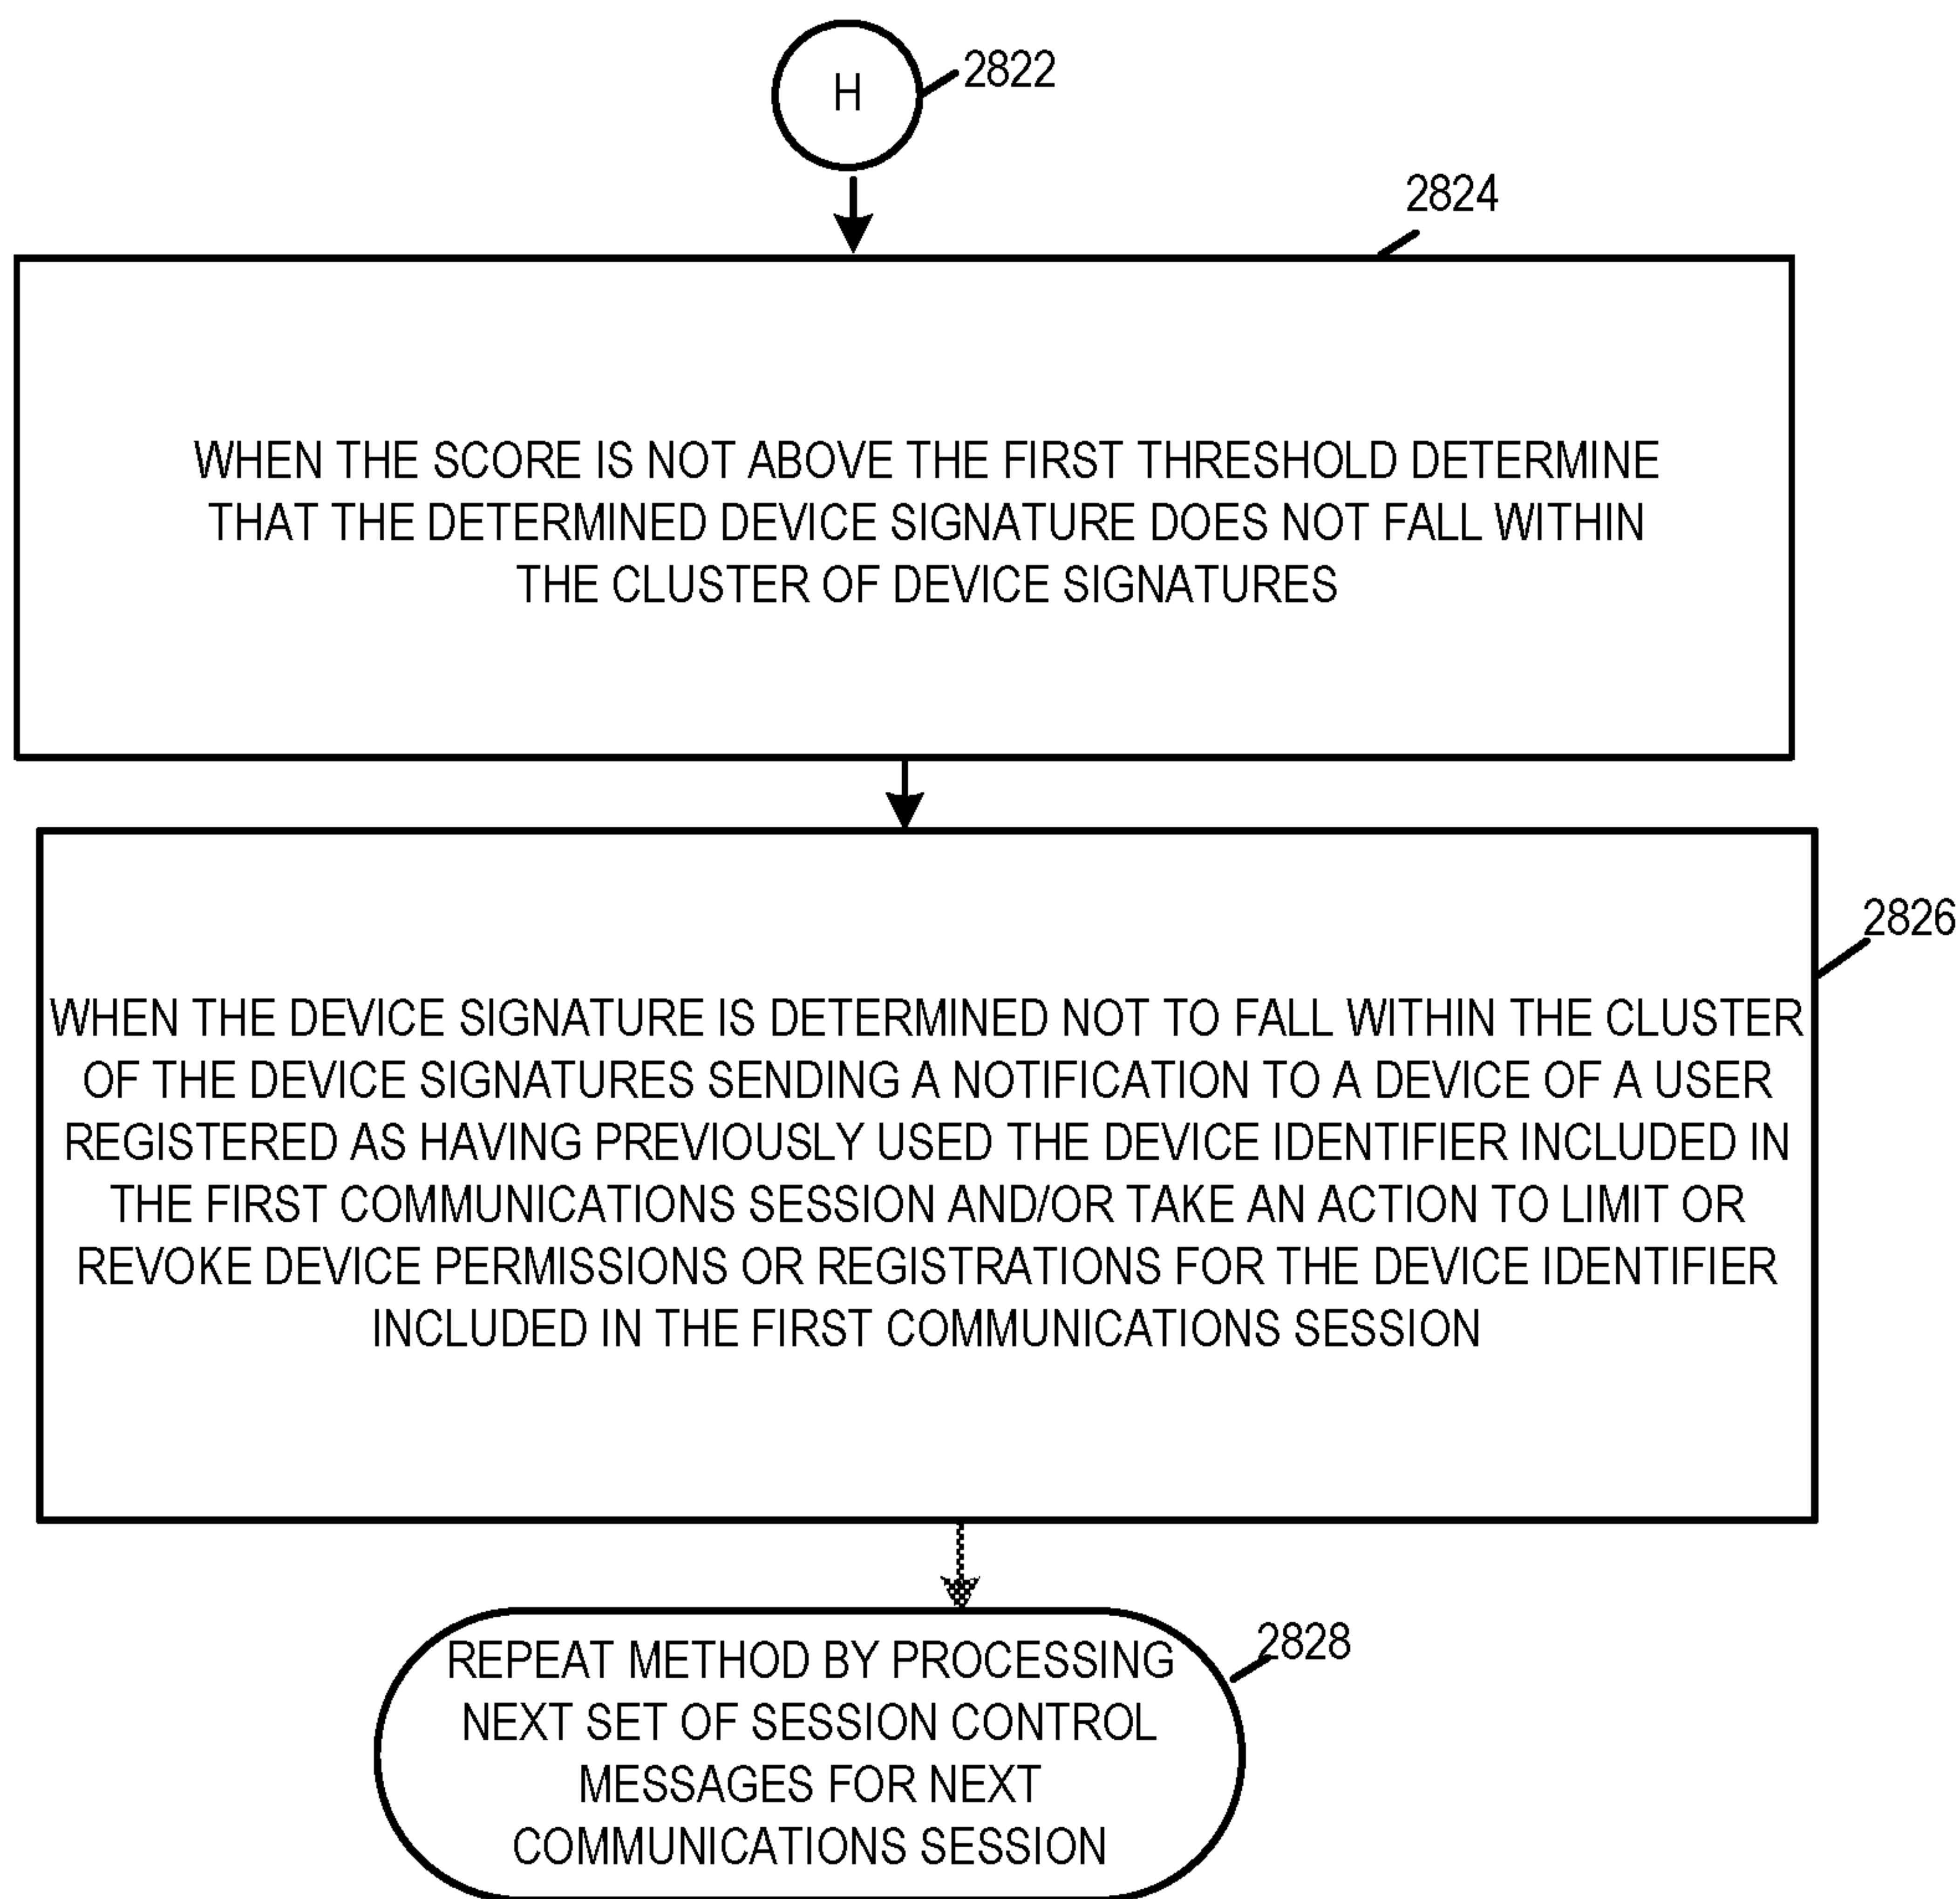 H
2822
2824
WHEN THE SCORE IS NOT ABOVE THE FIRST THRESHOLD DETERMINE
THAT THE DETERMINED DEVICE SIGNATURE DOES NOT FALL WITHIN
THE CLUSTER OF DEVICE SIGNATURES
2826
WHEN THE DEVICE SIGNATURE IS DETERMINED NOT TO FALL WITHIN THE CLUSTER
OF THE DEVICE SIGNATURES SENDING A NOTIFICATION TO A DEVICE OF A USER
REGISTERED AS HAVING PREVIOUSLY USED THE DEVICE IDENTIFIER INCLUDED IN
THE FIRST COMMUNICATIONS SESSION AND/OR TAKE AN ACTION TO LIMIT OR
REVOKE DEVICE PERMISSIONS OR REGISTRATIONS FOR THE DEVICE IDENTIFIER
INCLUDED IN THE FIRST COMMUNICATIONS SESSION
2828
REPEAT METHOD BY PROCESSING
NEXT SET OF SESSION CONTROL
MESSAGES FOR NEXT
COMMUNICATIONS SESSION